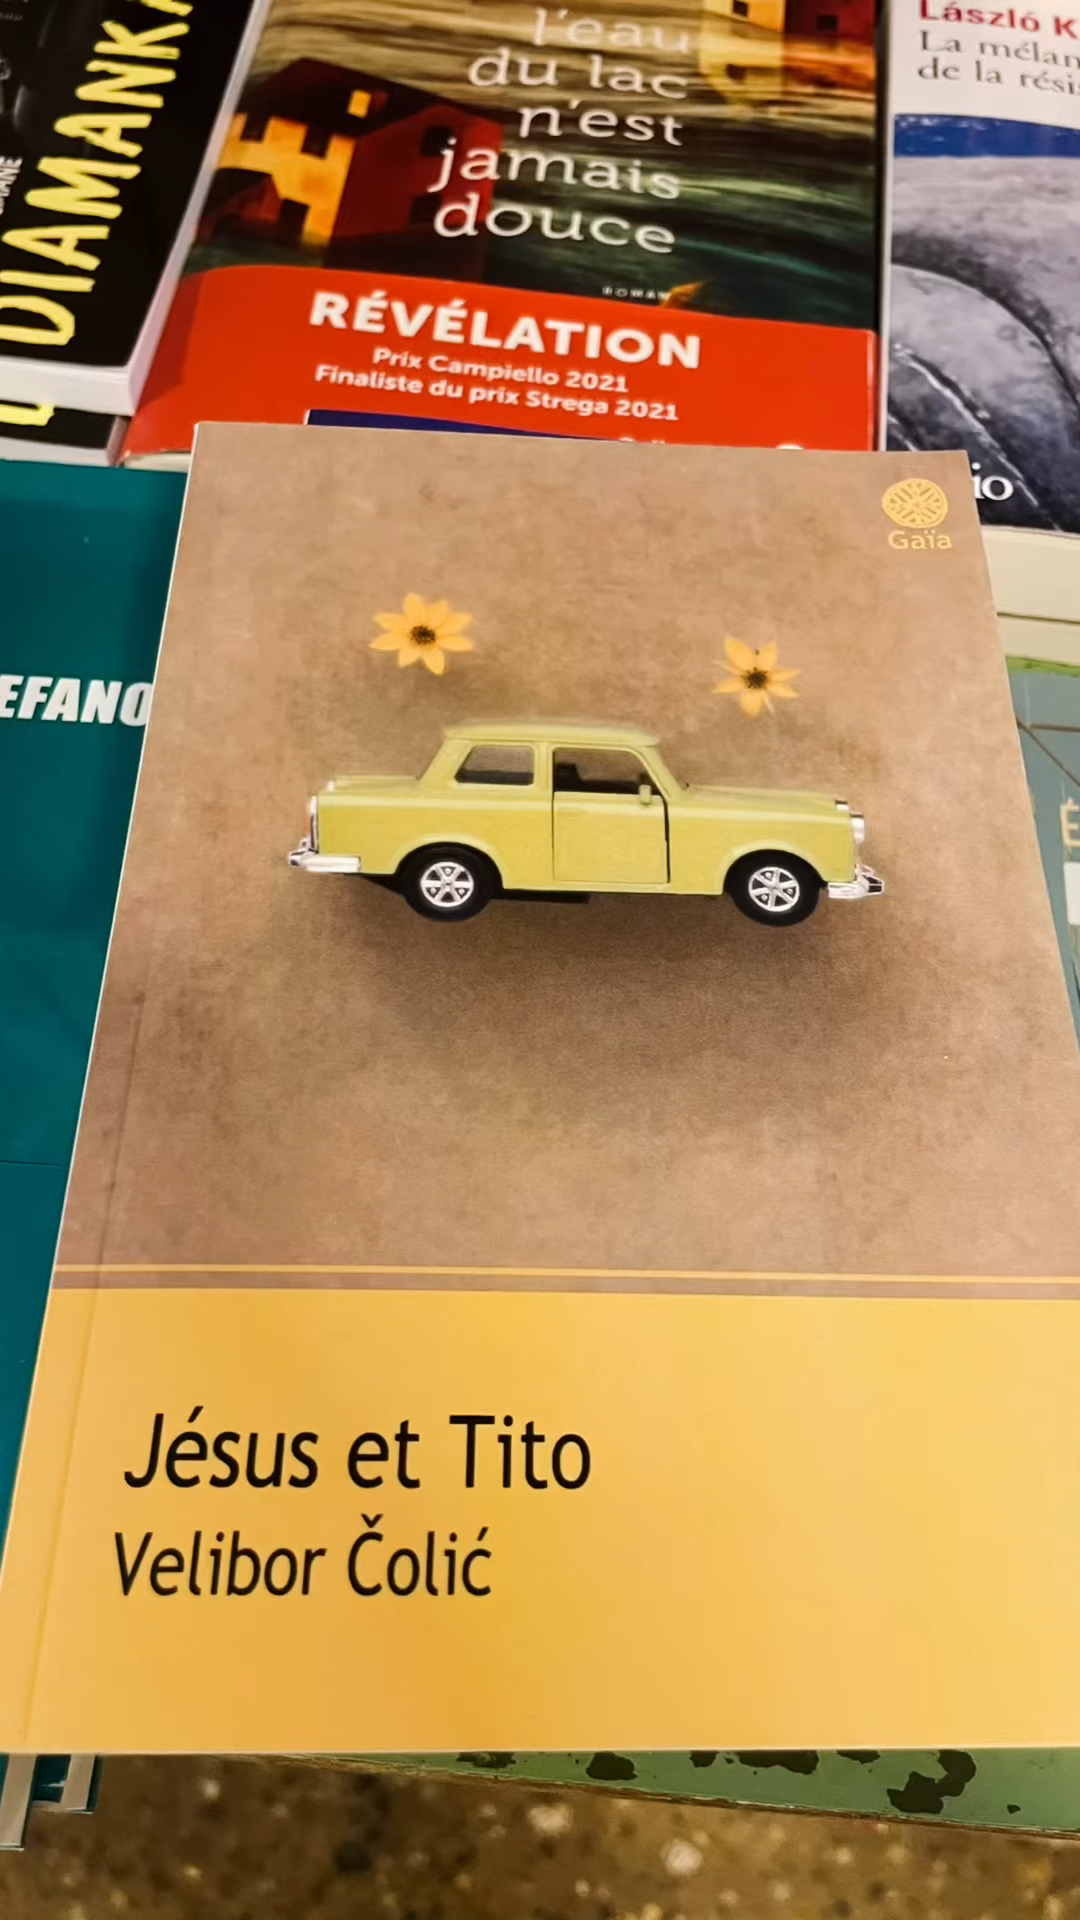 DIAMANK
l'eau
du lac
n'est
jamais
douce
ROMAN
RÉVÉLATION
Prix Campiello 2021
Finaliste du prix Strega 2021
László K
La mélan
de la rési
io
Gaïa
EFANO
Jésus et Tito
Velibor Čolić